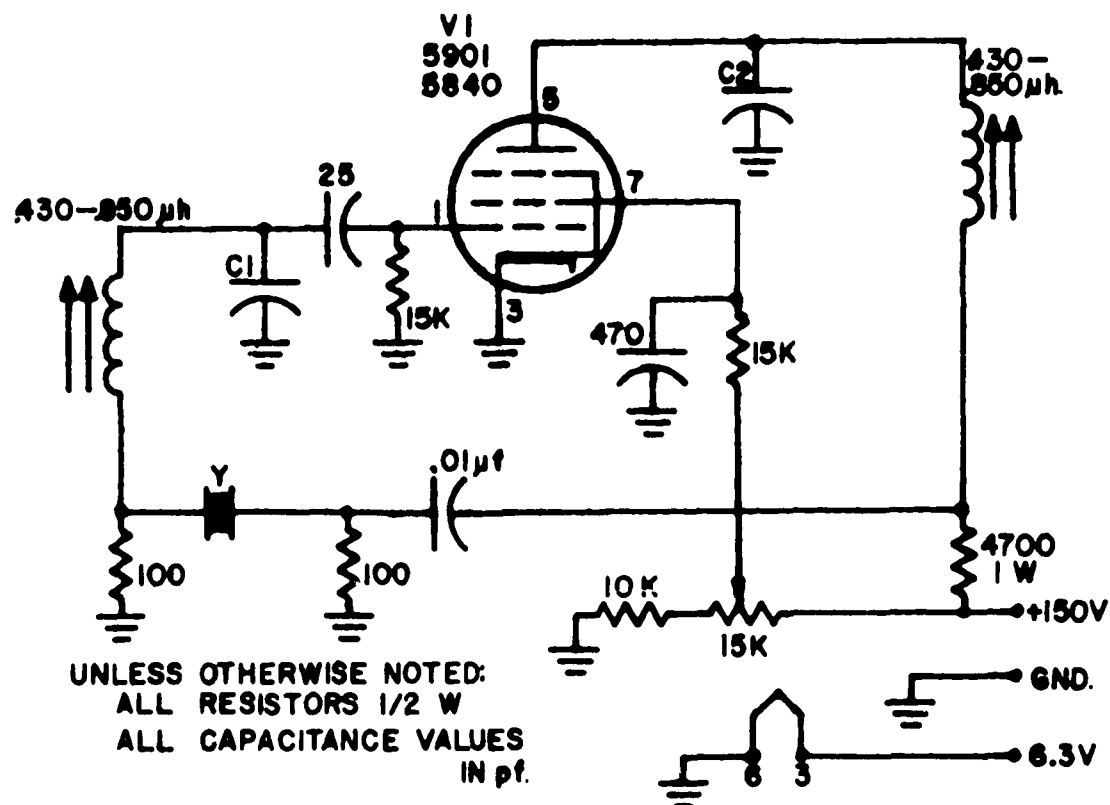 V1
5901
5840
5
C2
.430-
.850µh.
25
1
7
.430-.850µh
C1
15K
3
470
15K
Y
.01µf
100
100
4700
1 W
10K
15K
+150V
UNLESS OTHERWISE NOTED:
ALL RESISTORS 1/2 W
ALL CAPACITANCE VALUES
IN pf.
GND.
6.3V
6
3